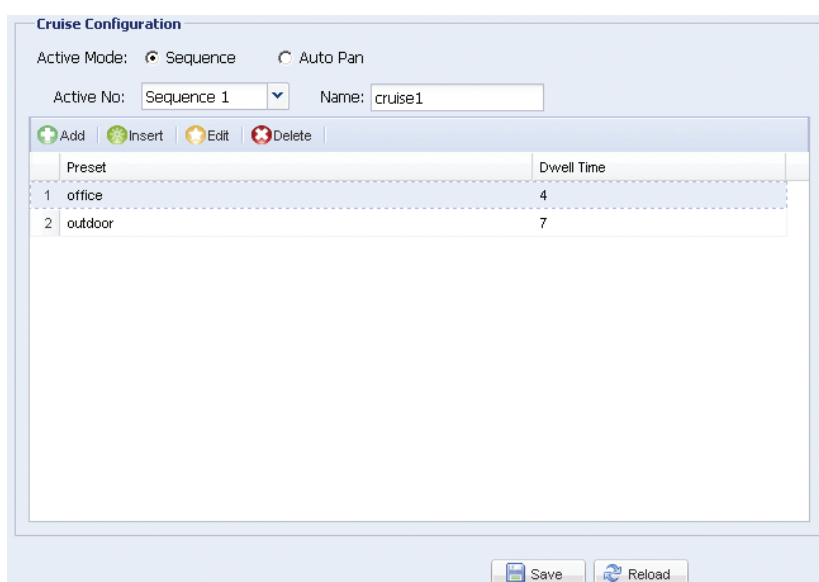 Cruise Configuration
Active Mode: Sequence Auto Pan
Active No: Sequence 1 Name: cruise1
Add Insert Edit Delete
Preset Dwell Time
1 office 4
2 outdoor 7
Save Reload